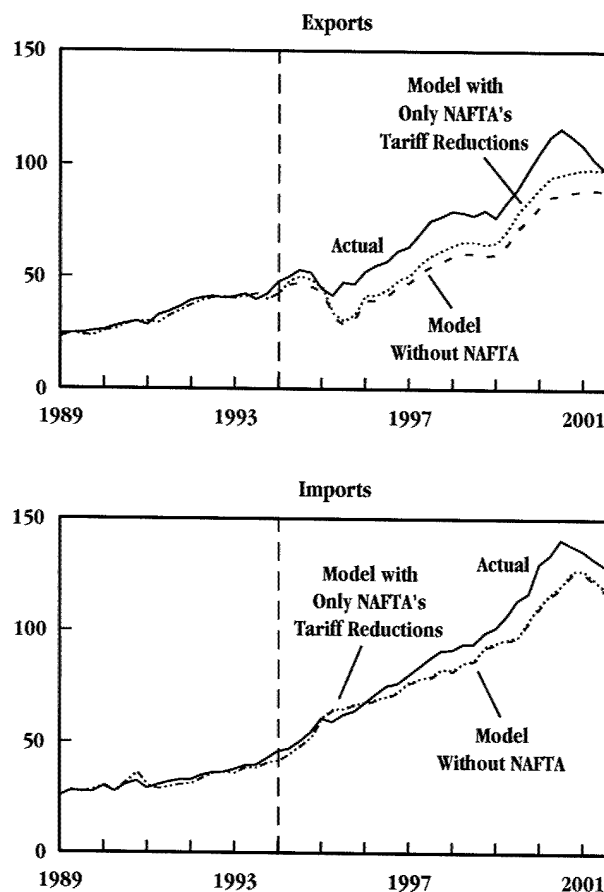 Exports
150
Model with
Only NAFTA's
Tariff Reductions
100
Actual
50
Model
Without NAFTA
0
1989
1993
1997
2001
Imports
150
Actual
Model with
Only NAFTA's
Tariff Reductions
100
50
Model
Without NAFTA
0
1989
1993
1997
2001